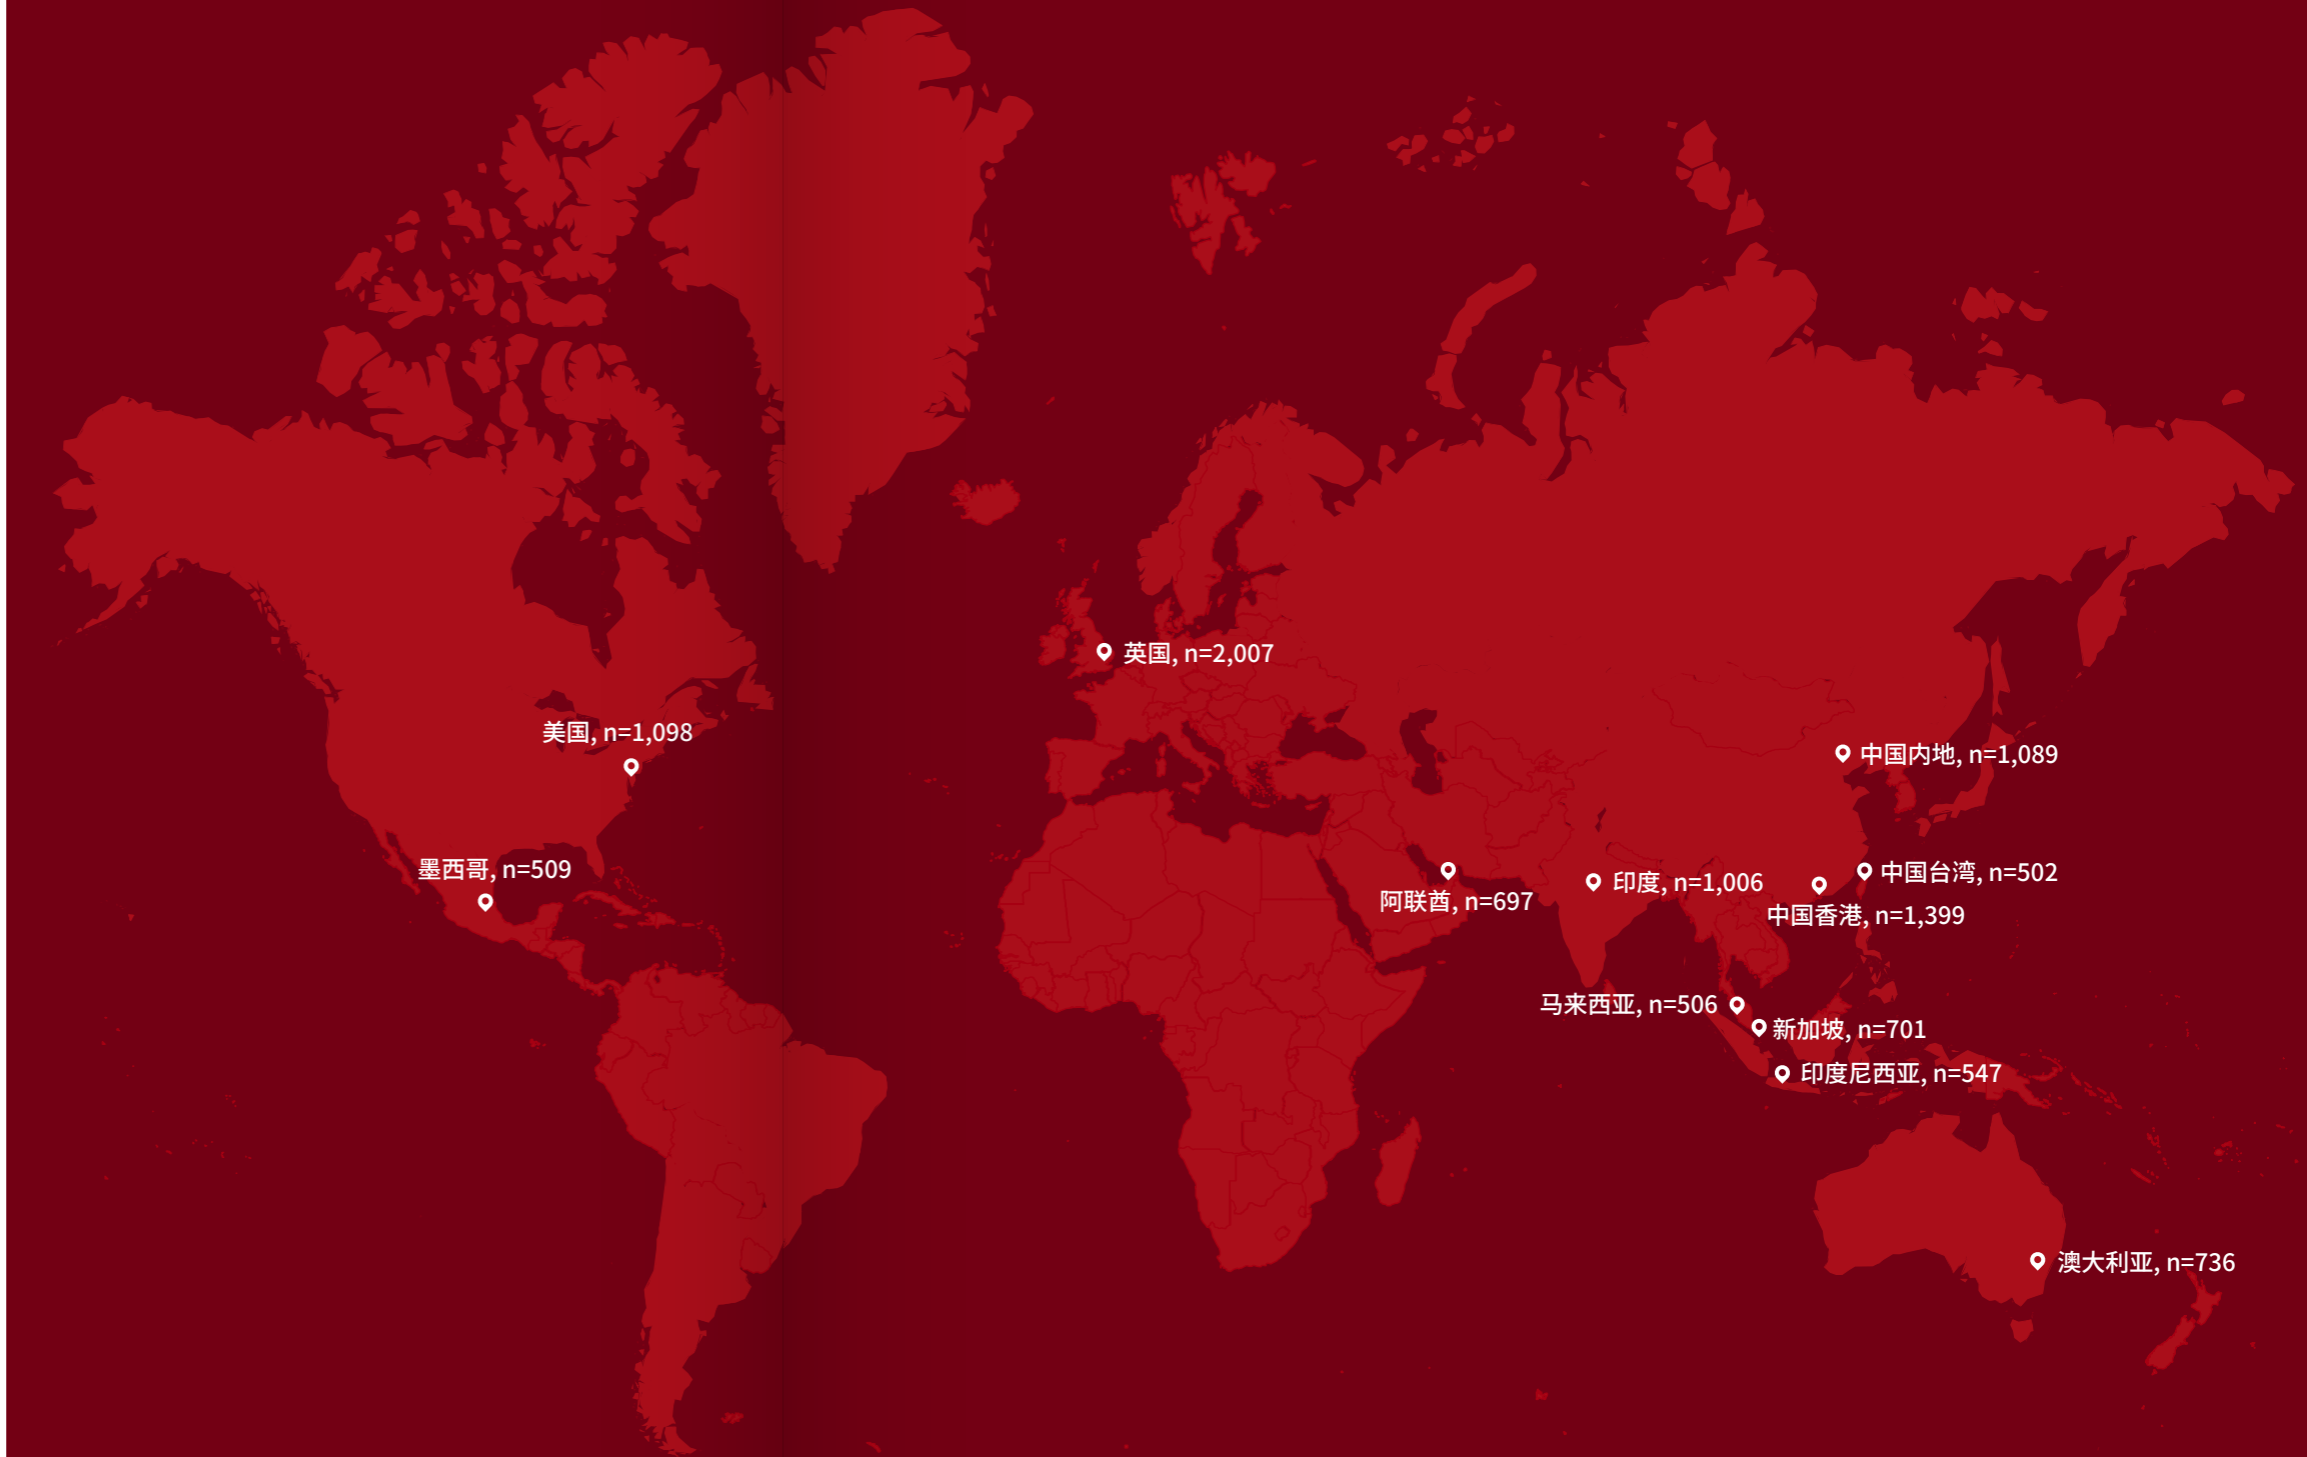 英国, n=2,007
美国, n=1,098
中国内地, n=1,089
墨西哥, n=509
中国台湾, n=502
印度, n=1,006
阿联酋, n=697
中国香港, n=1,399
马来西亚, n=506
新加坡, n=701
印度尼西亚, n=547
澳大利亚, n=736